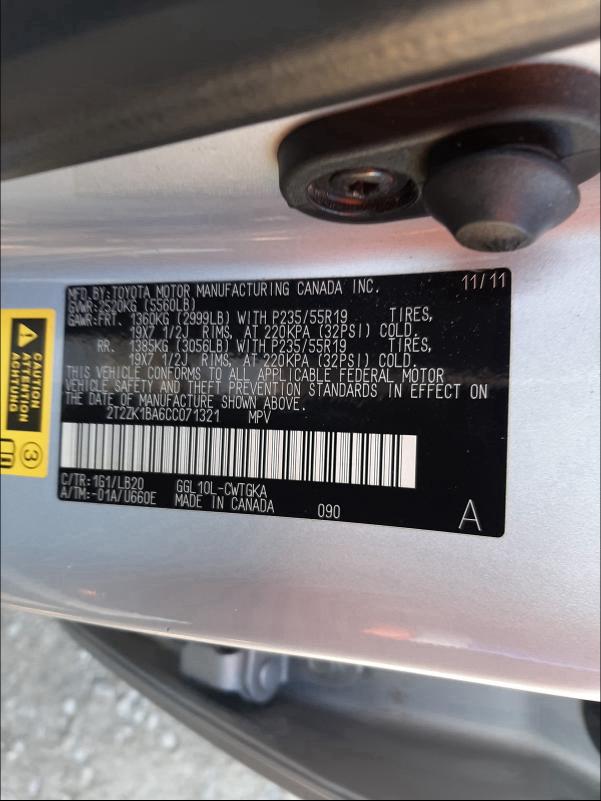 MFD. BY: TOYOTA MOTOR MANUFACTURING CANADA INC. 11/11
GVWR: 2520KG (5560LB)
GAWR: FRT. 1360KG (2999LB) WITH P235/55R19 TIRES,
19X7 1/2J RIMS, AT 220KPA (32PSI) COLD.
RR. 1385KG (3056LB) WITH P235/55R19 TIRES,
19X7 1/2J RIMS, AT 220KPA (32PSI) COLD.
THIS VEHICLE CONFORMS TO ALL APPLICABLE FEDERAL MOTOR
VEHICLE SAFETY AND THEFT PREVENTION STANDARDS IN EFFECT ON
THE DATE OF MANUFACTURE SHOWN ABOVE.
2T2ZK1BA6CC071321 MPV
C/TR: 1G1/LB20 GGL10L-CWTGKA
A/TM: -01A/U660E MADE IN CANADA 090 A
CAUTION
ATTENTION
ACHTUNG
3